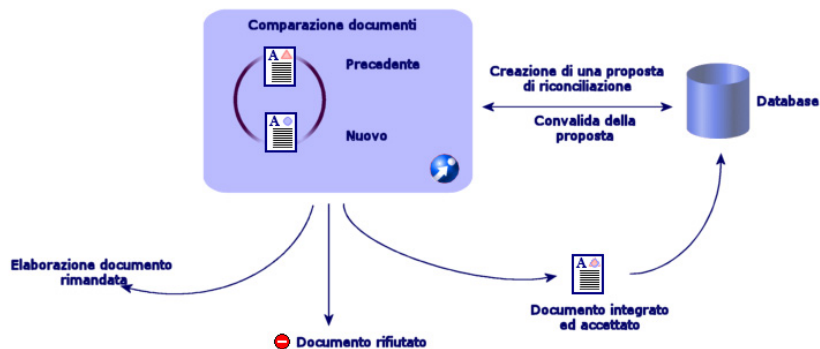 Comparazione documenti
A
Precedente
A
Nuovo
Creazione di una proposta
di riconciliazione
Convalida della
proposta
Database
Elaborazione documento
rimandata
A
Documento integrato
ed accettato
Documento rifiutato